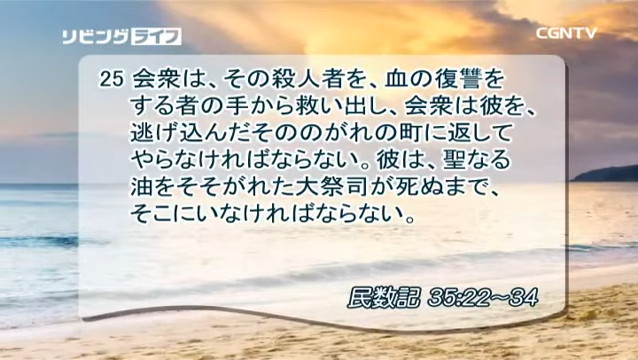 リビングライフ
CGNTV
25 会衆は、その殺人者を、血の復讐を
する者の手から救い出し、会衆は彼を、
逃げ込んだそののがれの町に返して
やらなければならない。彼は、聖なる
油をそそがれた大祭司が死ぬまで、
そこにいなければならない。
民数記 35:22～34